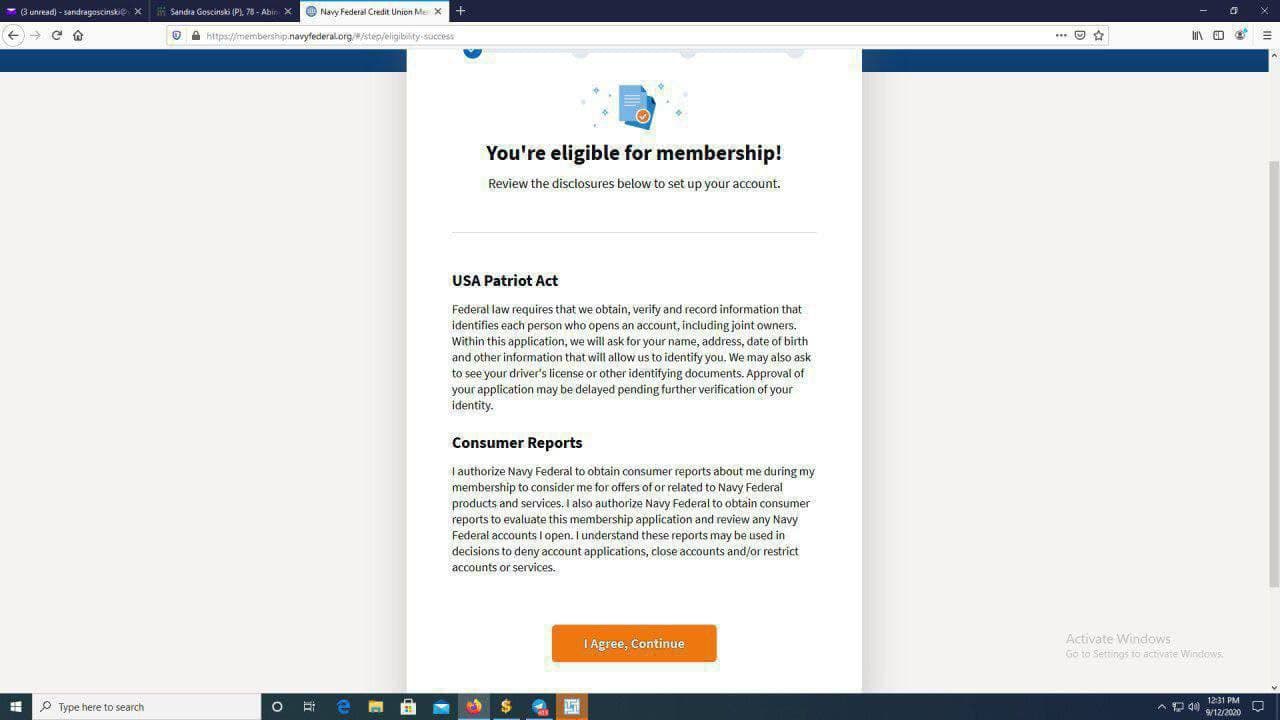 (3 unread) - sandragoscinski@
Sandra Goscinski (P), 78 - Abin
Navy Federal Credit Union Mer
https://membership.navyfederal.org/#/step/eligibility-success
You're eligible for membership!
Review the disclosures below to set up your account.
USA Patriot Act
Federal law requires that we obtain, verify and record information that
identifies each person who opens an account, including joint owners.
Within this application, we will ask for your name, address, date of birth
and other information that will allow us to identify you. We may also ask
to see your driver's license or other identifying documents. Approval of
your application may be delayed pending further verification of your
identity.
Consumer Reports
I authorize Navy Federal to obtain consumer reports about me during my
membership to consider me for offers of or related to Navy Federal
products and services. I also authorize Navy Federal to obtain consumer
reports to evaluate this membership application and review any Navy
Federal accounts I open. I understand these reports may be used in
decisions to deny account applications, close accounts and/or restrict
accounts or services.
I Agree, Continue
Activate Windows
Go to Settings to activate Windows.
Type here to search
12:31 PM
9/12/2020